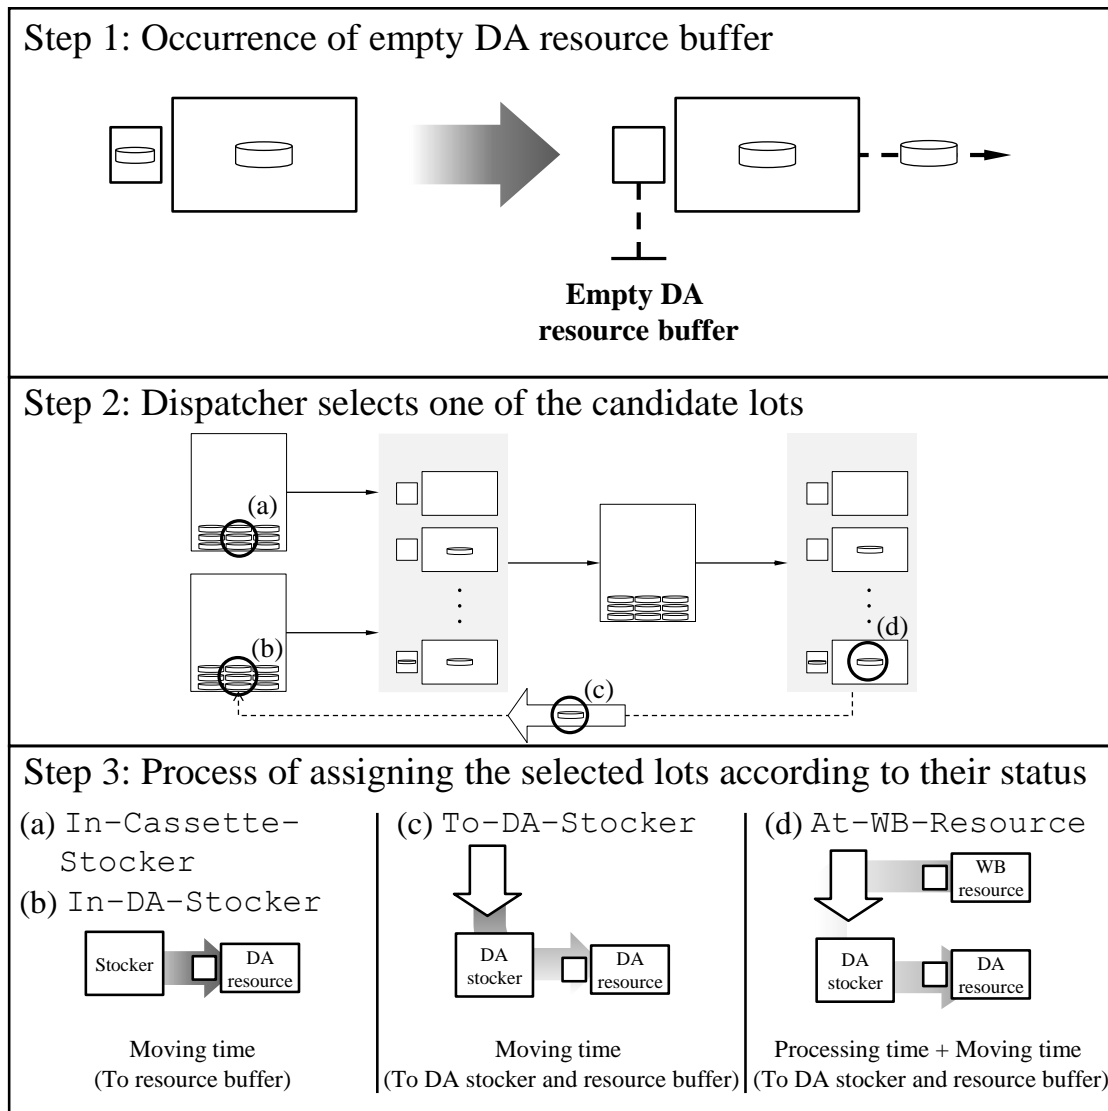 Step 1: Occurrence of empty DA resource buffer
Empty DA
resource buffer
Step 2: Dispatcher selects one of the candidate lots
(a)
(b)
(c)
(d)
Step 3: Process of assigning the selected lots according to their status
(a) In-Cassette-
Stocker
(b) In-DA-Stocker
Stocker
DA
resource
Moving time
(To resource buffer)
(c) To-DA-Stocker
DA
stocker
DA
resource
Moving time
(To DA stocker and resource buffer)
(d) At-WB-Resource
WB
resource
DA
stocker
DA
resource
Processing time + Moving time
(To DA stocker and resource buffer)